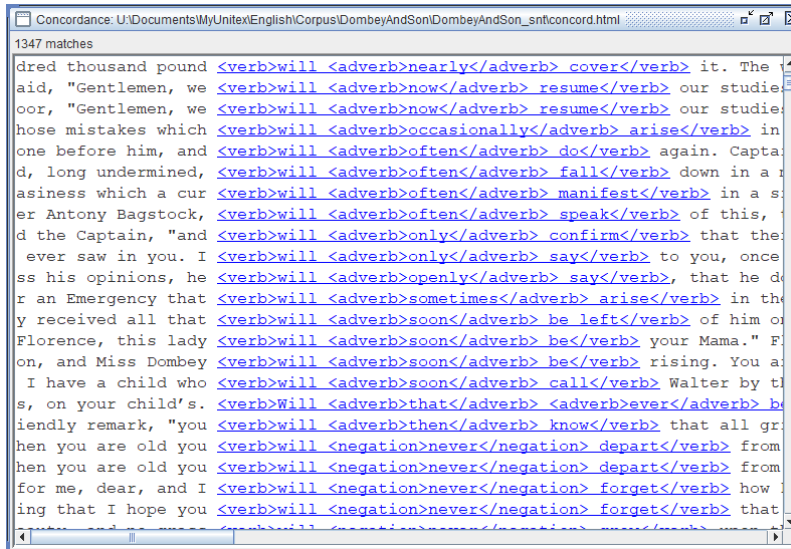 Concordance: U:\Documents\MyUnitex\English\Corpus\DombeyAndSon\DombeyAndSon_snt\concord.html
1347 matches
dred thousand pound <verb>will <adverb>nearly</adverb> cover</verb> it. The
aid, "Gentlemen, we <verb>will <adverb>now</adverb> resume</verb> our studie
oor, "Gentlemen, we <verb>will <adverb>now</adverb> resume</verb> our studie
hose mistakes which <verb>will <adverb>occasionally</adverb> arise</verb> in
one before him, and <verb>will <adverb>often</adverb> do</verb> again. Capta
d, long undermined, <verb>will <adverb>often</adverb> fall</verb> down in a
asiness which a cur <verb>will <adverb>often</adverb> manifest</verb> in a s
er Antony Bagstock, <verb>will <adverb>often</adverb> speak</verb> of this,
d the Captain, "and <verb>will <adverb>only</adverb> confirm</verb> that the
ever saw in you. I <verb>will <adverb>only</adverb> say</verb> to you, once
ss his opinions, he <verb>will <adverb>openly</adverb> say</verb>, that he d
r an Emergency that <verb>will <adverb>sometimes</adverb> arise</verb> in the
y received all that <verb>will <adverb>soon</adverb> be left</verb> of him o
Florence, this lady <verb>will <adverb>soon</adverb> be</verb> your Mama." F
on, and Miss Dombey <verb>will <adverb>soon</adverb> be</verb> rising. You a
I have a child who <verb>will <adverb>soon</adverb> call</verb> Walter by t
s, on your child's. <verb>Will <adverb>that</adverb> <adverb>ever</adverb> b
iendly remark, "you <verb>will <adverb>then</adverb> know</verb> that all gr
hen you are old you <verb>will <negation>never</negation> depart</verb> from
hen you are old you <verb>will <negation>never</negation> depart</verb> from
for me, dear, and I <verb>will <negation>never</negation> forget</verb> how
ing that I hope you <verb>will <negation>never</negation> forget</verb> that